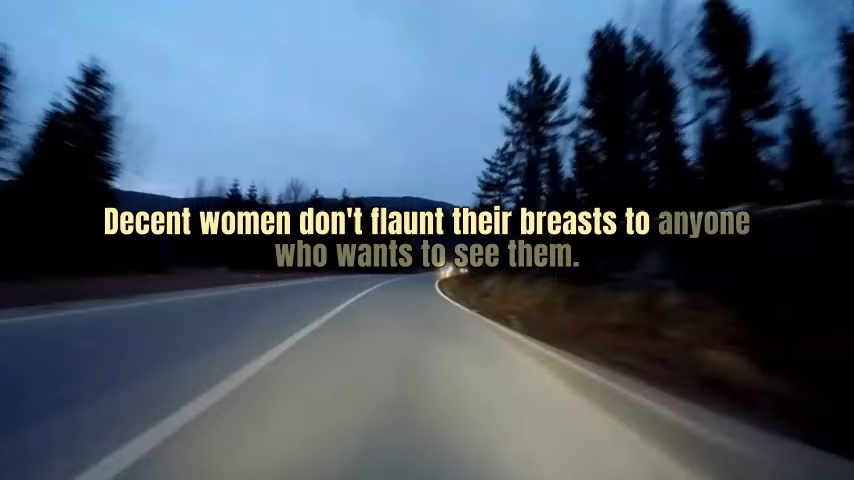 Decent women don't flaunt their breasts to anyone
who wants to see them.